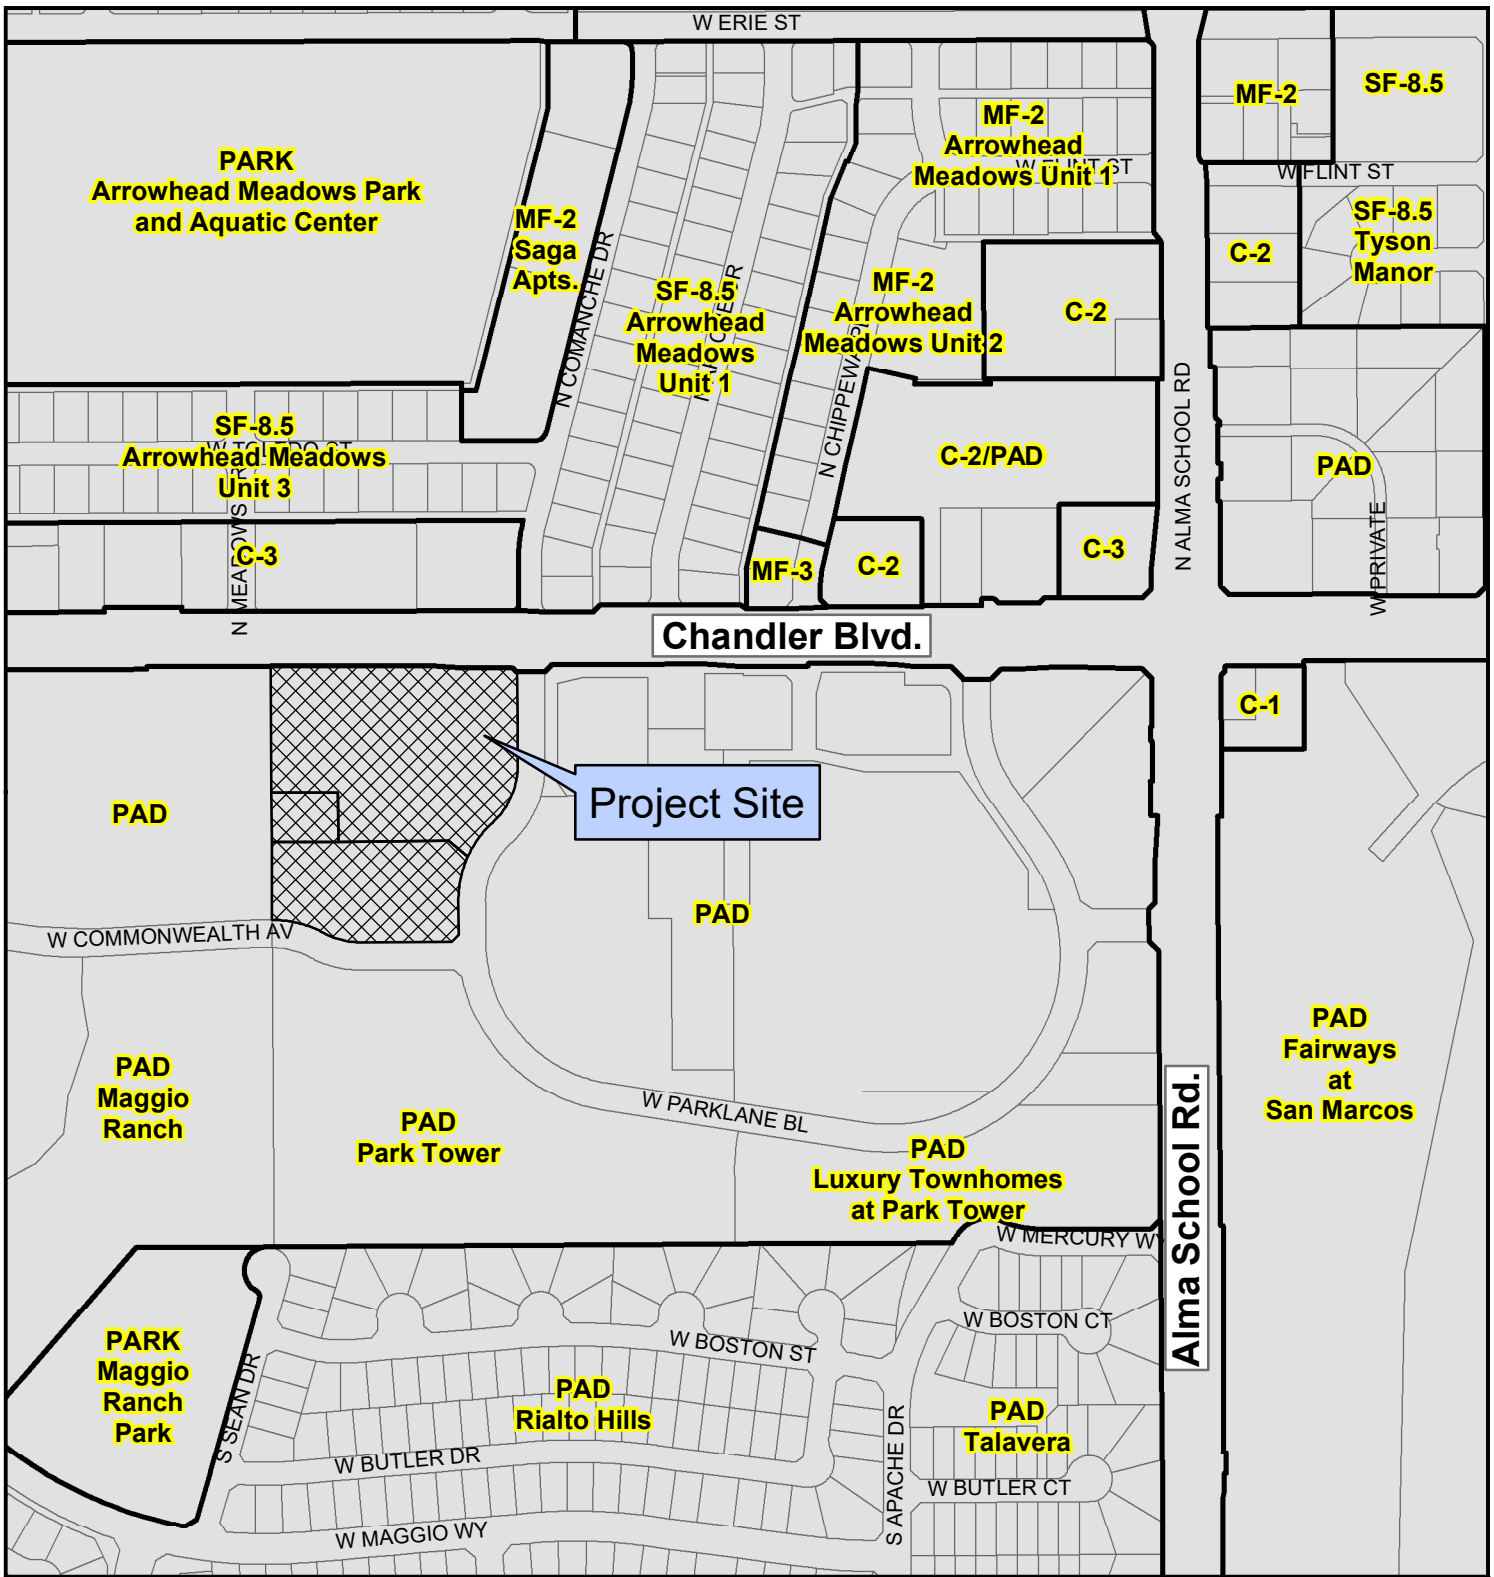 W ERIE ST
PARK
Arrowhead Meadows Park
and Aquatic Center
MF-2
Saga
Apts.
N COMANCHE DR
SF-8.5
Arrowhead
Meadows
Unit 1
MF-2
Arrowhead
Meadows Unit 1
W FLINT ST
MF-2
Arrowhead
Meadows Unit 2
N CHIPPEWA
C-2
MF-2
SF-8.5
W FLINT ST
C-2
SF-8.5
Tyson
Manor
SF-8.5
Arrowhead Meadows
Unit 3
W TOLEDO ST
N MEADOWS
C-3
C-2/PAD
MF-3
C-2
C-3
N ALMA SCHOOL RD
PAD
W PRIVATE
Chandler Blvd.
C-1
Project Site
PAD
PAD
W COMMONWEALTH AV
PAD
Maggio
Ranch
PAD
Park Tower
W PARKLANE BL
PAD
Luxury Townhomes
at Park Tower
PAD
Fairways
at
San Marcos
Alma School Rd.
W MERCURY WY
PARK
Maggio
Ranch
Park
S SEAN DR
W BOSTON ST
W BOSTON CT
PAD
Rialto Hills
PAD
Talavera
W BUTLER DR
S APACHE DR
W BUTLER CT
W MAGGIO WY